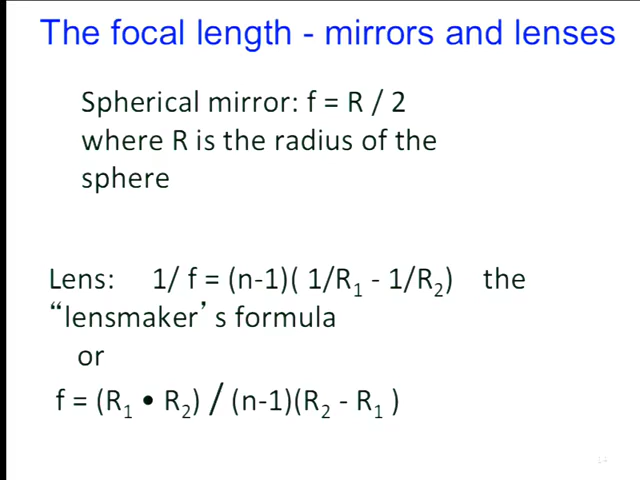 The focal length - mirrors and lenses
Spherical mirror: f = R / 2
where R is the radius of the
sphere
Lens: 1/ f = (n-1)( 1/R₁ - 1/R₂) the
“lensmaker’s formula
or
f = (R₁ • R₂) / (n-1)(R₂ - R₁ )
14